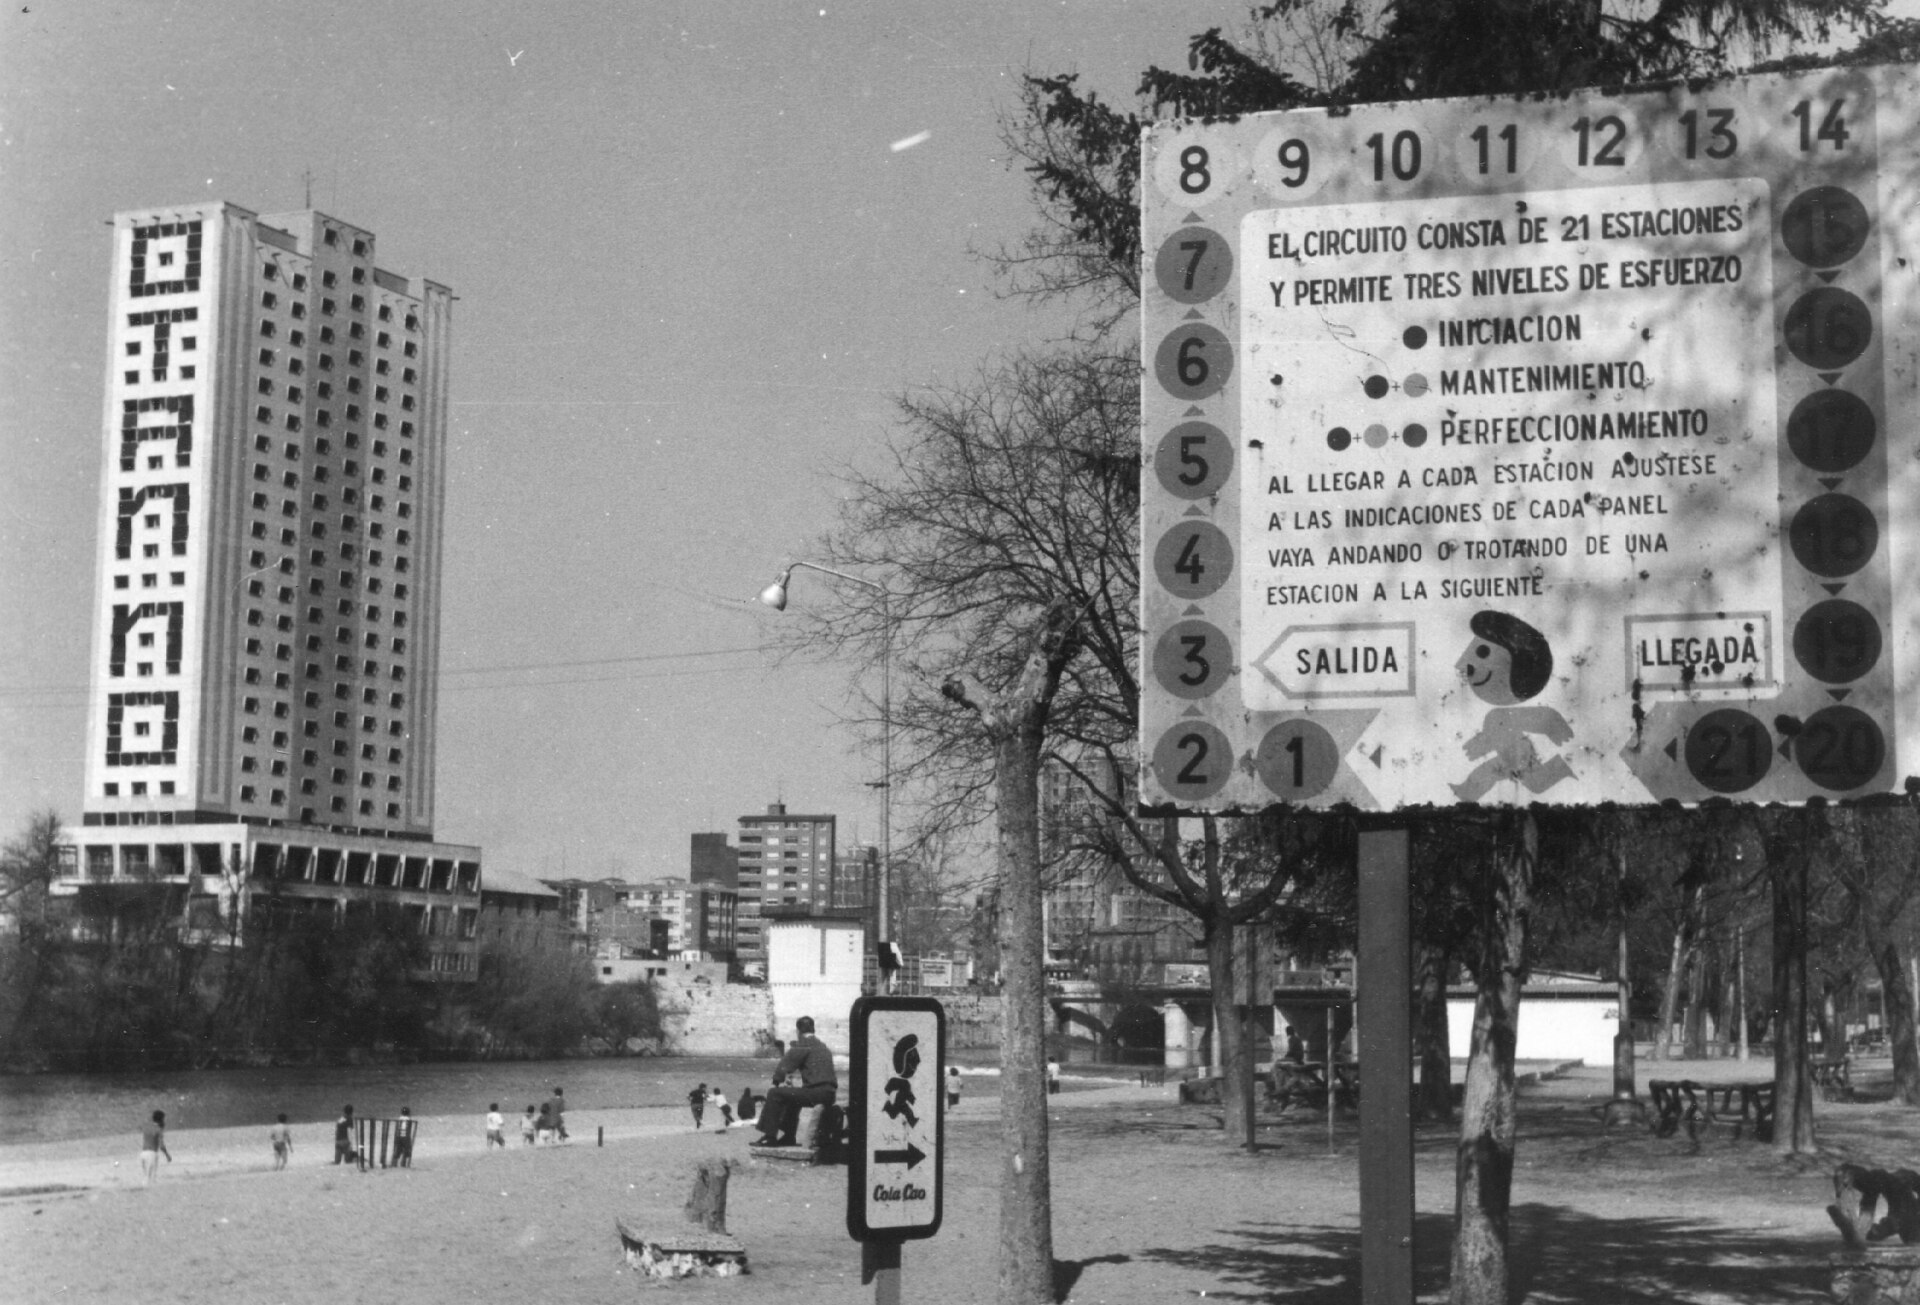 OTAÑO
8 9 10 11 12 13 14
7
6
5
4
3
2 1
EL CIRCUITO CONSTA DE 21 ESTACIONES
Y PERMITE TRES NIVELES DE ESFUERZO
INICIACION
+ MANTENIMIENTO
+ + PERFECCIONAMIENTO
AL LLEGAR A CADA ESTACION AJUSTESE
A LAS INDICACIONES DE CADA PANEL
VAYA ANDANDO O TROTANDO DE UNA
ESTACION A LA SIGUIENTE
SALIDA
LLEGADA
15
16
17
18
19
21 20
Cola Cao